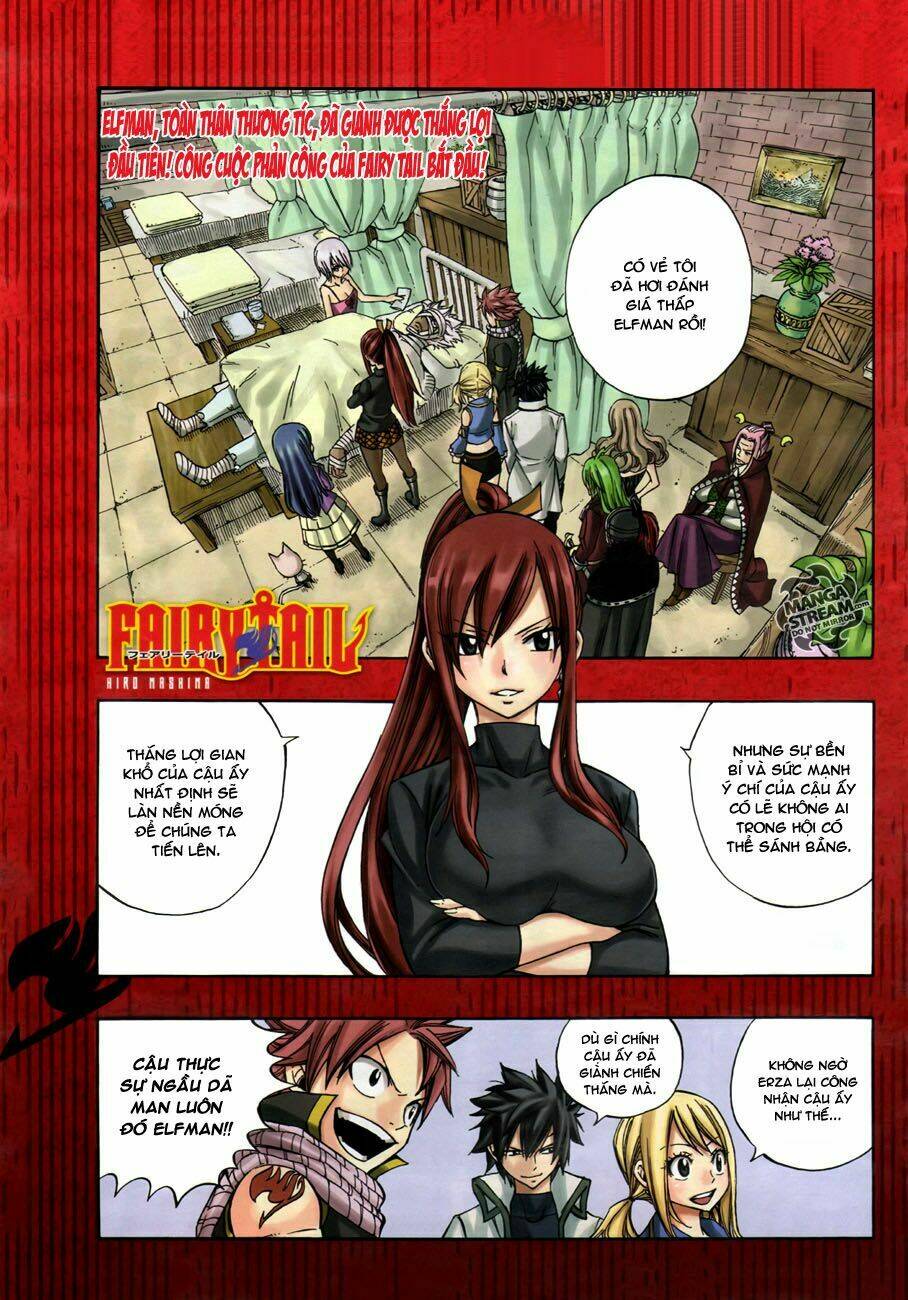 ELFMAN, TOÀN THÂN THƯƠNG TÍC, ĐÃ GIÀNH ĐƯỢC THẮNG LỢI
ĐẦU TIÊN! CÔNG CUỘC PHẢN CÔNG CỦA FAIRY TAIL BẮT ĐẦU!
CÓ VẺ TÔI
ĐÃ HƠI ĐÁNH
GIÁ THẤP
ELFMAN RỒI!
MANGA
STREAM.com
DO NOT MIRROR!
FAIRY TAIL
フェアリーテイル
HIRO MASHIMA
NHƯNG SỰ BỀN
BỈ VÀ SỨC MẠNH
Ý CHÍ CỦA CẬU ẤY
CÓ LẼ KHÔNG AI
TRONG HỘI CÓ
THỂ SÁNH BẰNG.
THẮNG LỢI GIAN
KHỔ CỦA CẬU ẤY
NHẤT ĐỊNH SẼ
LÀN NỀN MÓNG
ĐỂ CHÚNG TA
TIẾN LÊN.
KHÔNG NGỜ
ERZA LẠI CÔNG
NHẬN CẬU ẤY
NHƯ THẾ...
DÙ GÌ CHÍNH
CẬU ẤY ĐÃ
GIÀNH CHIẾN
THẮNG MÀ.
CẬU THỰC
SỰ NGẦU DÃ
MAN LUÔN
ĐÓ ELFMAN!!